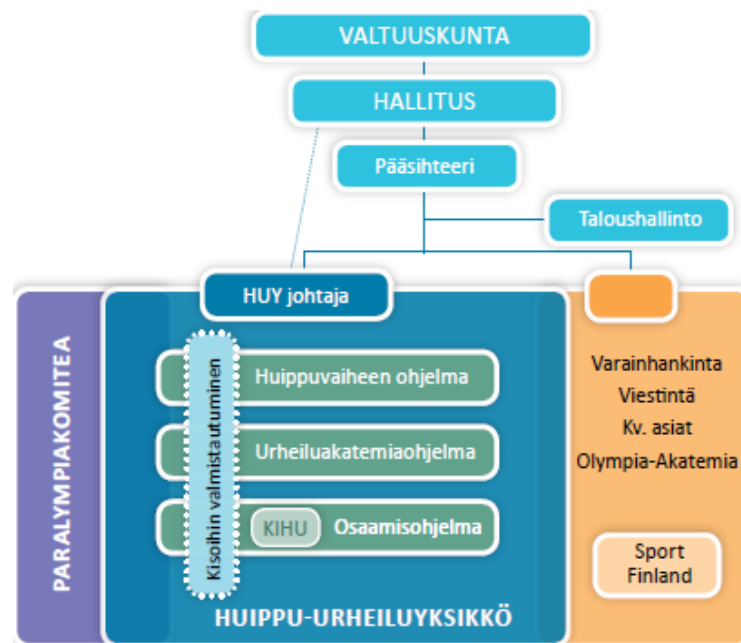 VALTUUSKUNTA
HALLITUS
Pääsihteeri
Taloushallinto
HUY johtaja
PARALYMPIAKOMITEA
Kisoihin valmistautuminen
Huippuvaiheen ohjelma
Urheiluakatemiaohjelma
KIHU Osaamisohjelma
HUIPPU-URHEILUYKSIKKÖ
Varainhankinta
Viestintä
Kv. asiat
Olympia-Akatemia
Sport
Finland